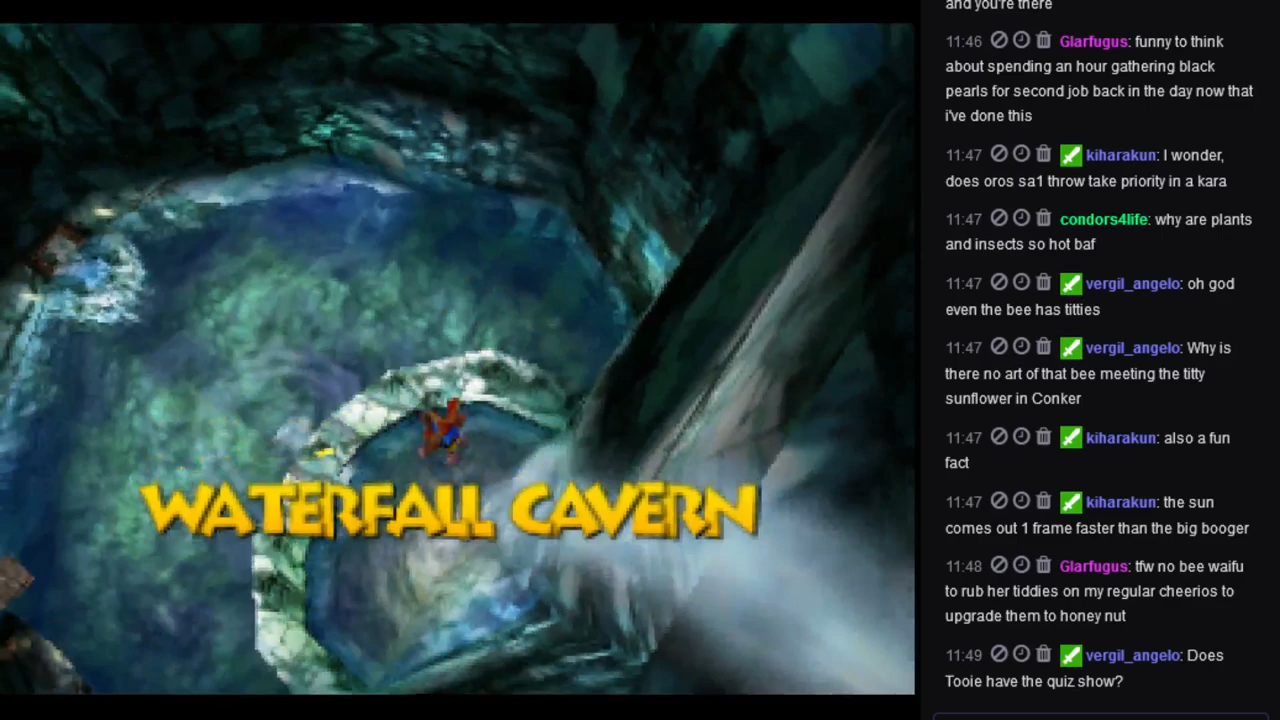 WATERFALL CAVERN
and you're there
11:46 Glarfugus: funny to think
about spending an hour gathering black
pearls for second job back in the day now that
i've done this
11:47 kiharakun: I wonder,
does oros sa1 throw take priority in a kara
11:47 condors4life: why are plants
and insects so hot baf
11:47 vergil_angelo: oh god
even the bee has titties
11:47 vergil_angelo: Why is
there no art of that bee meeting the titty
sunflower in Conker
11:47 kiharakun: also a fun
fact
11:47 kiharakun: the sun
comes out 1 frame faster than the big booger
11:48 Glarfugus: tfw no bee waifu
to rub her tiddies on my regular cheerios to
upgrade them to honey nut
11:49 vergil_angelo: Does
Tooie have the quiz show?